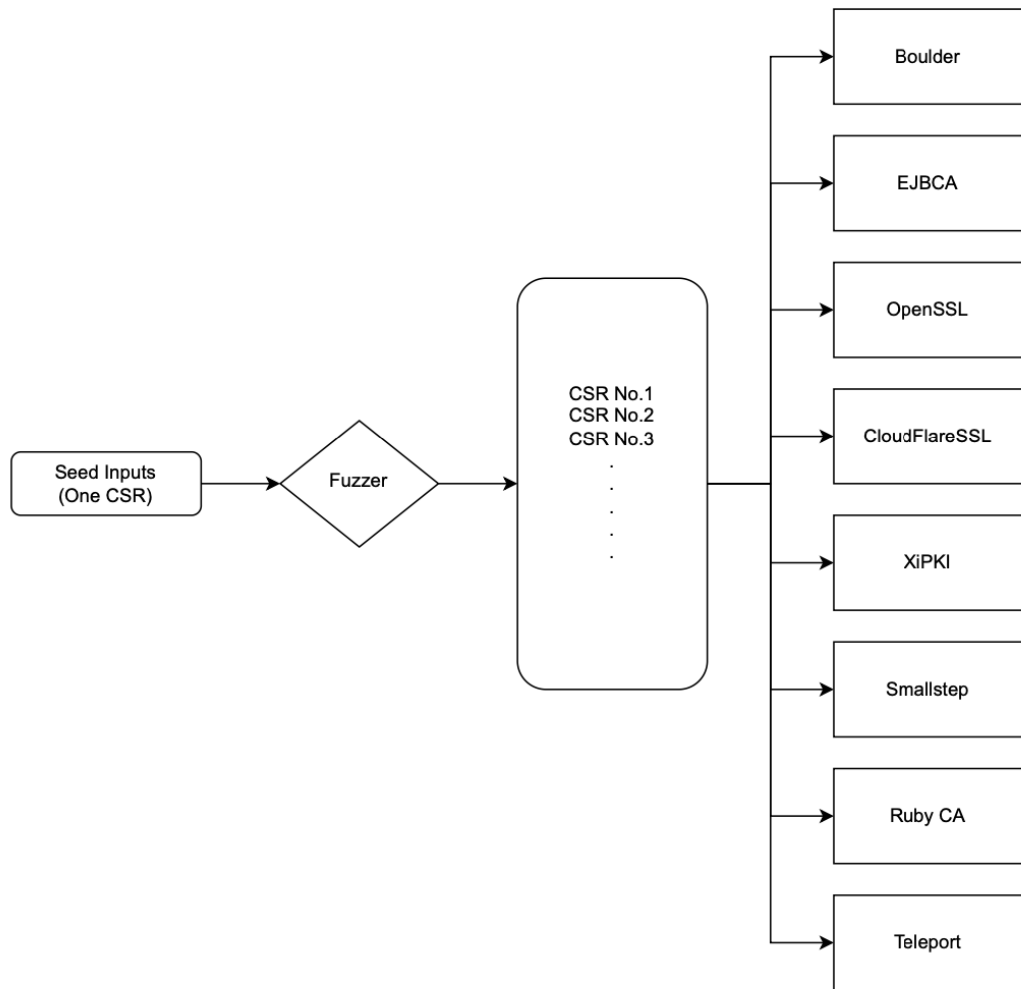 Seed Inputs
(One CSR)
Fuzzer
CSR No.1
CSR No.2
CSR No.3
.
.
.
.
.
Boulder
EJBCA
OpenSSL
CloudFlareSSL
XiPKI
Smallstep
Ruby CA
Teleport